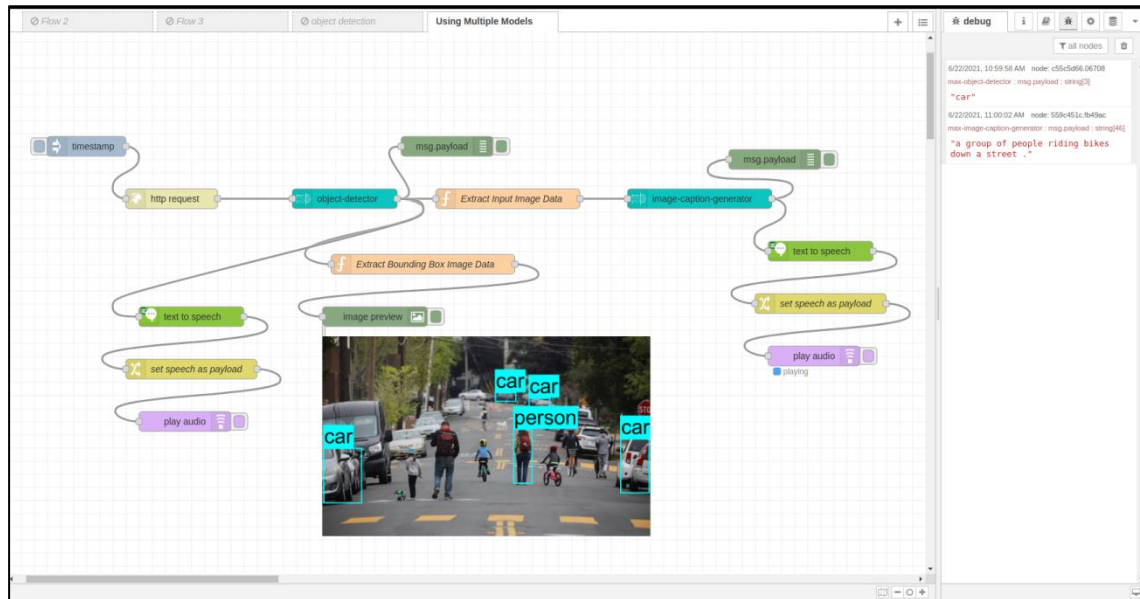 Flow 2
Flow 3
object detection
Using Multiple Models
debug
all nodes
6/22/2021, 10:59:58 AM node: c55c5d66.06708
max-object-detector : msg.payload : string[3]
"car"
6/22/2021, 11:00:02 AM node: 559c451c.fb49ac
max-image-caption-generator : msg.payload : string[46]
"a group of people riding bikes
down a street ."
timestamp
msg.payload
msg.payload
http request
object-detector
Extract Input Image Data
image-caption-generator
text to speech
Extract Bounding Box Image Data
set speech as payload
text to speech
image preview
play audio
playing
set speech as payload
play audio
car
car
person
car
car